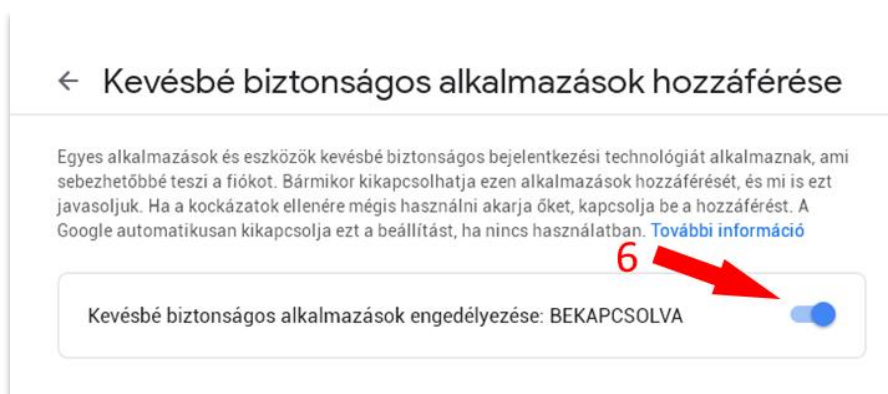 ← Kevésbé biztonságos alkalmazások hozzáférése
Egyes alkalmazások és eszközök kevésbé biztonságos bejelentkezési technológiát alkalmaznak, ami
sebezhetőbbé teszi a fiókot. Bármikor kikapcsolhatja ezen alkalmazások hozzáférését, és mi is ezt
javasoljuk. Ha a kockázatok ellenére mégis használni akarja őket, kapcsolja be a hozzáférést. A
Google automatikusan kikapcsolja ezt a beállítást, ha nincs használatban. További információ
6
Kevésbé biztonságos alkalmazások engedélyezése: BEKAPCSOLVA